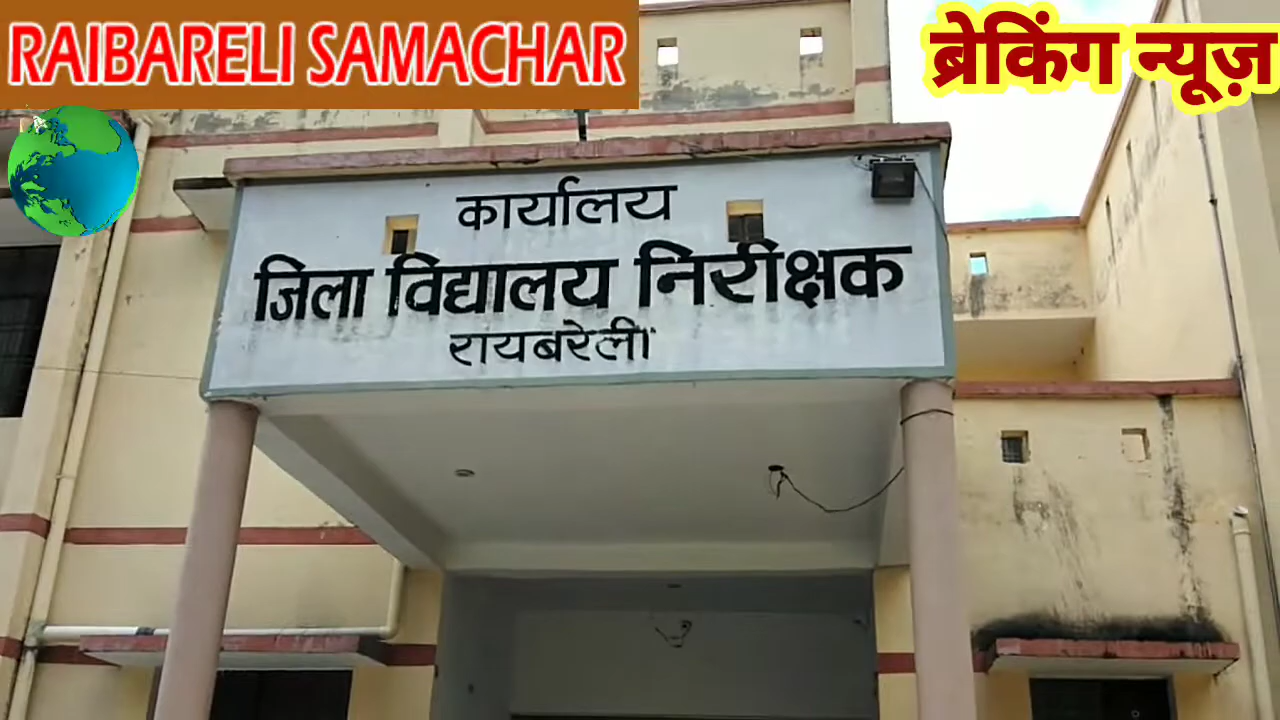 RAIBARELI SAMACHAR
ब्रेकिंग न्यूज़
कार्यालय
जिला विद्यालय निरीक्षक
रायबरेली